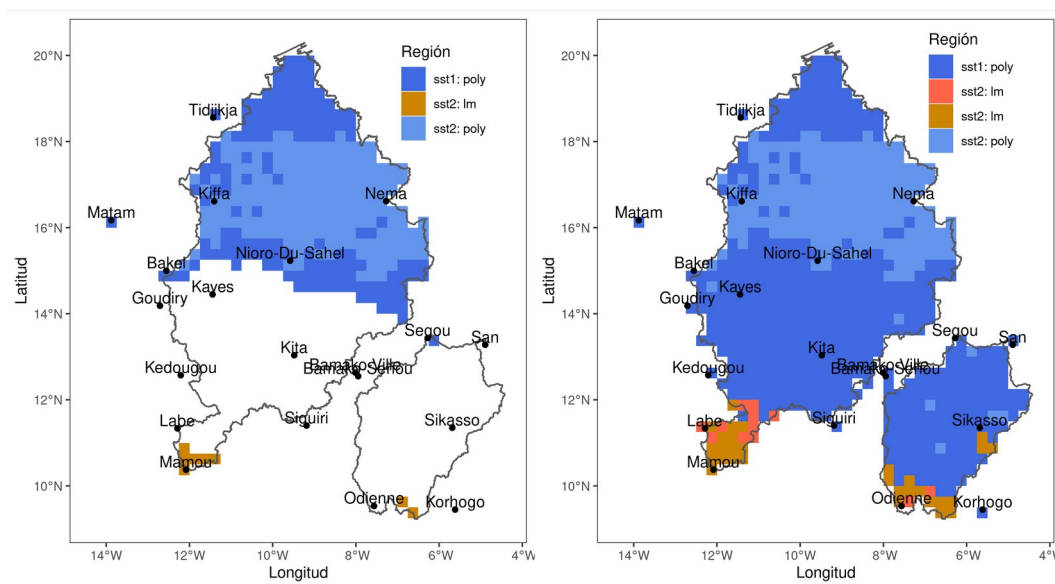 Región
sst1: poly
sst2: lm
sst2: poly
20°N
18°N
16°N
14°N
12°N
10°N
Latitud
Tidjikja
Kiffa
Nema
Matam
Nioro-Du-Sahel
Bakel
Kayes
Goudiry
Segou
San
Kita
Kedougou
Bamako-Ville
Bamako-Senou
Labe
Siguiri
Sikasso
Mamou
Odienne
Korhogo
14°W
12°W
10°W
8°W
6°W
4°W
Longitud
Región
sst1: poly
sst2: lm
sst2: lm
sst2: poly
20°N
18°N
16°N
14°N
12°N
10°N
Latitud
Tidjikja
Kiffa
Nema
Matam
Nioro-Du-Sahel
Bakel
Kayes
Goudiry
Segou
San
Kita
Kedougou
Bamako-Ville
Bamako-Senou
Labe
Siguiri
Sikasso
Mamou
Odienne
Korhogo
14°W
12°W
10°W
8°W
6°W
4°
Longitud